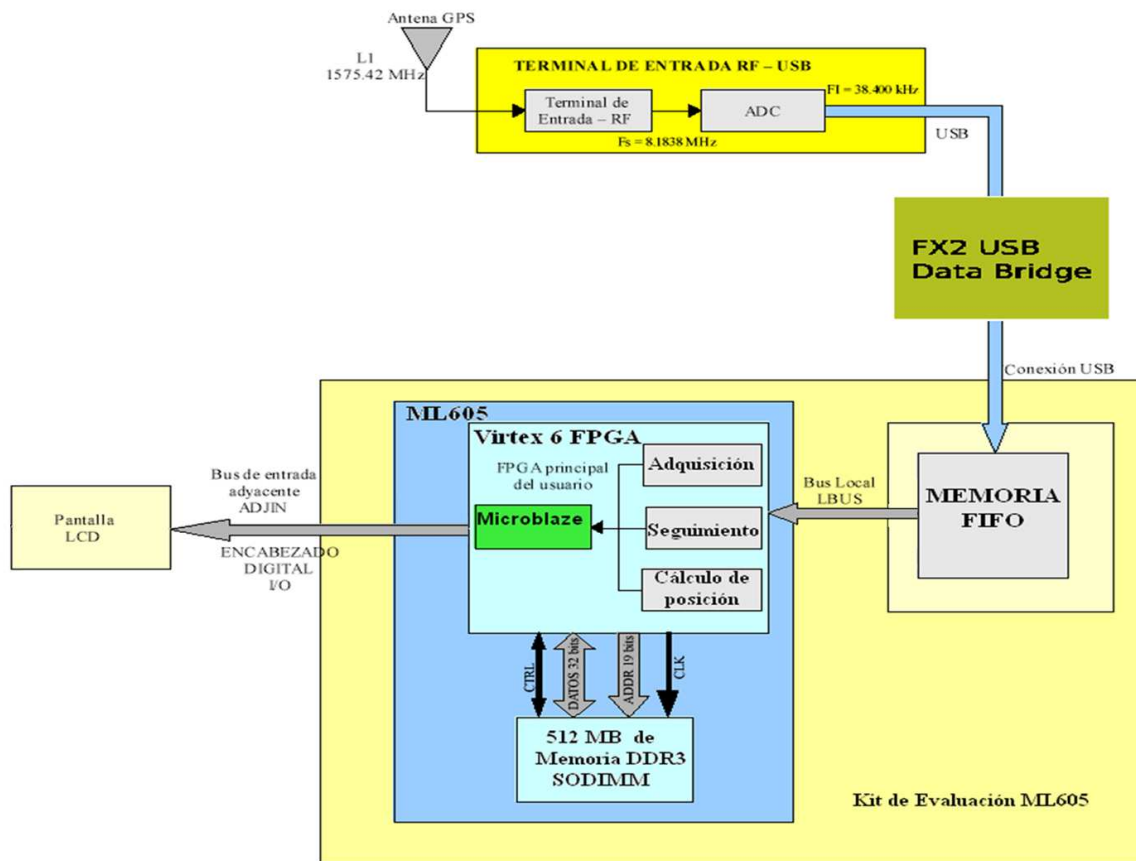 Antena GPS
L1
1575.42 MHz
TERMINAL DE ENTRADA RF – USB
FI = 38.400 kHz
Terminal de
Entrada – RF
ADC
Fs = 8.1838 MHz
USB
FX2 USB
Data Bridge
Conexión USB
ML605
Virtex 6 FPGA
FPGA principal
del usuario
Adquisición
Microblaze
Seguimiento
Cálculo de
posición
Bus Local
LBUS
MEMORIA
FIFO
Bus de entrada
adyacente
ADJIN
Pantalla
LCD
ENCABEZADO
DIGITAL
I/O
CTRL
DATOS 32 bits
ADDR 19 bits
CLK
512 MB de
Memoria DDR3
SODIMM
Kit de Evaluación ML605